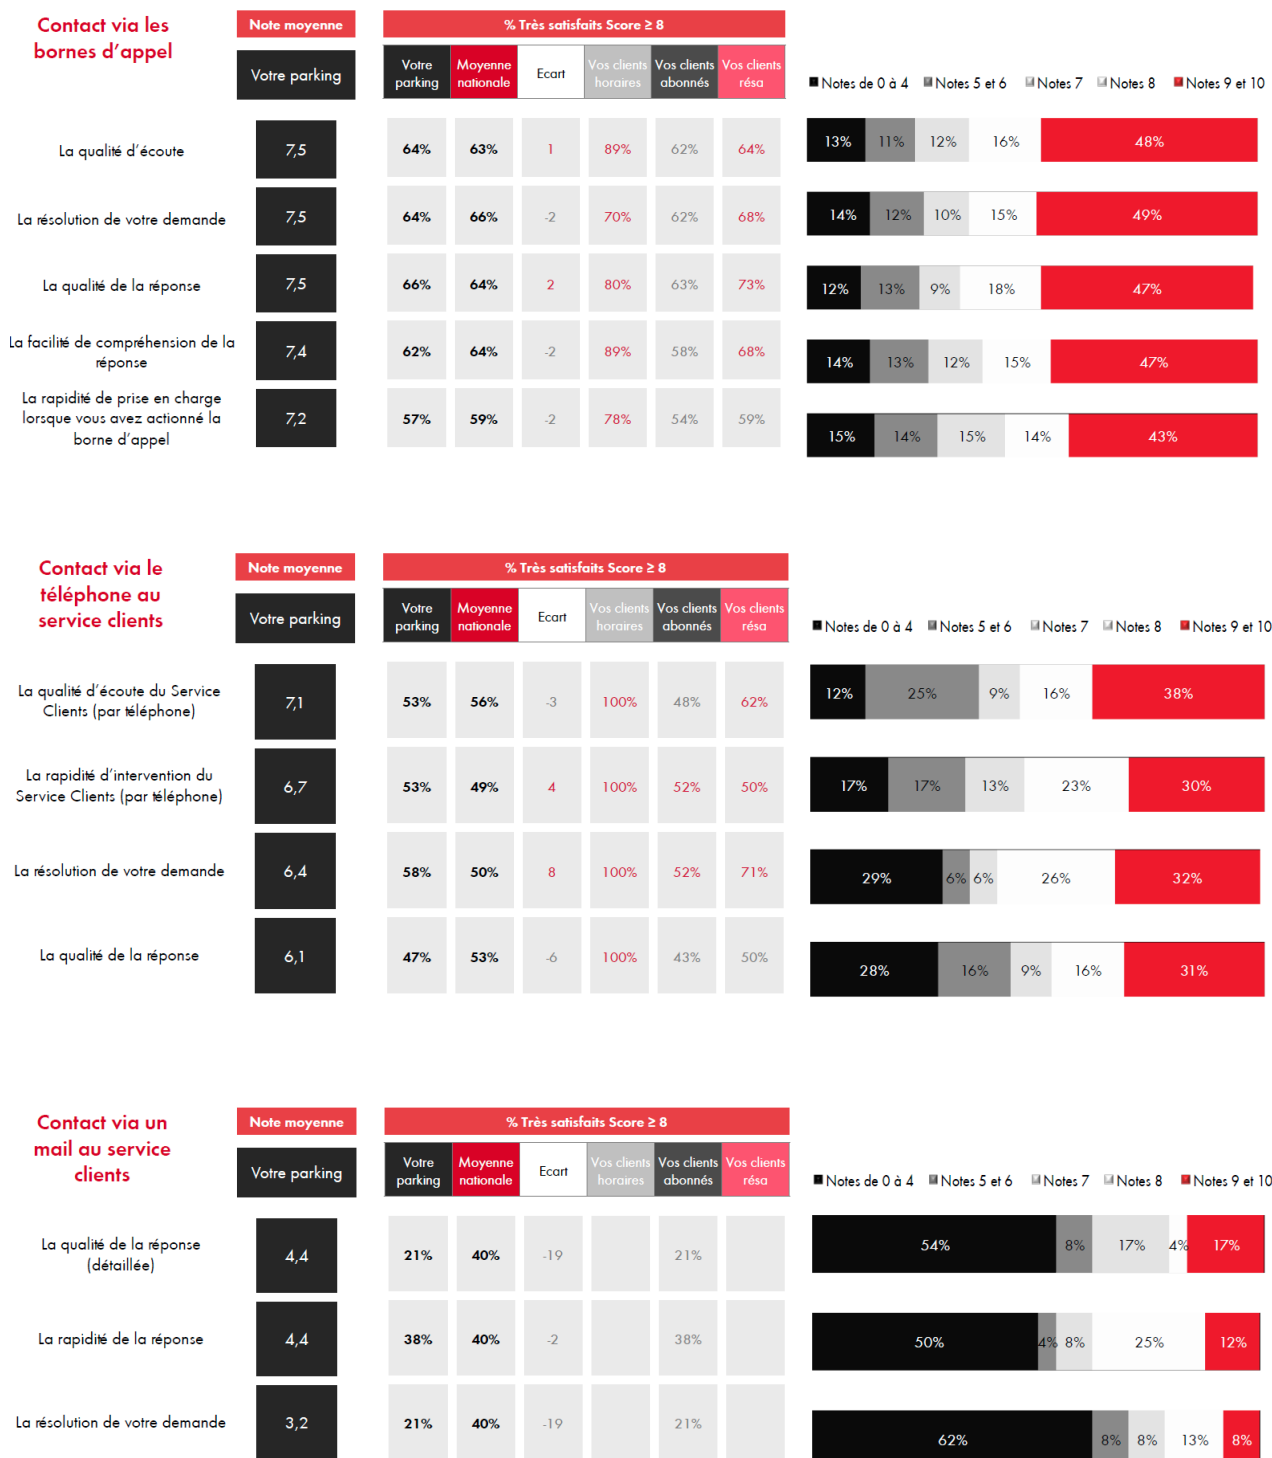 Contact via les
bornes d’appel
Note moyenne
% Très satisfaits Score ≥ 8
Votre parking
Votre
parking
Moyenne
nationale
Ecart
Vos clients
horaires
Vos clients
abonnés
Vos clients
résa
Notes de 0 à 4 Notes 5 et 6 Notes 7 Notes 8 Notes 9 et 10
La qualité d’écoute 7,5 64% 63% 1 89% 62% 64% 13% 11% 12% 16% 48%
La résolution de votre demande 7,5 64% 66% -2 70% 62% 68% 14% 12% 10% 15% 49%
La qualité de la réponse 7,5 66% 64% 2 80% 63% 73% 12% 13% 9% 18% 47%
La facilité de compréhension de la
réponse
7,4 62% 64% -2 89% 58% 68% 14% 13% 12% 15% 47%
La rapidité de prise en charge
lorsque vous avez actionné la
borne d’appel
7,2 57% 59% -2 78% 54% 59% 15% 14% 15% 14% 43%
Contact via le
téléphone au
service clients
Note moyenne
% Très satisfaits Score ≥ 8
Votre parking
Votre
parking
Moyenne
nationale
Ecart
Vos clients
horaires
Vos clients
abonnés
Vos clients
résa
Notes de 0 à 4 Notes 5 et 6 Notes 7 Notes 8 Notes 9 et 10
La qualité d’écoute du Service
Clients (par téléphone)
7,1 53% 56% -3 100% 48% 62% 12% 25% 9% 16% 38%
La rapidité d’intervention du
Service Clients (par téléphone)
6,7 53% 49% 4 100% 52% 50% 17% 17% 13% 23% 30%
La résolution de votre demande 6,4 58% 50% 8 100% 52% 71% 29% 6% 6% 26% 32%
La qualité de la réponse 6,1 47% 53% -6 100% 43% 50% 28% 16% 9% 16% 31%
Contact via un
mail au service
clients
Note moyenne
% Très satisfaits Score ≥ 8
Votre parking
Votre
parking
Moyenne
nationale
Ecart
Vos clients
horaires
Vos clients
abonnés
Vos clients
résa
Notes de 0 à 4 Notes 5 et 6 Notes 7 Notes 8 Notes 9 et 10
La qualité de la réponse
(détaillée)
4,4 21% 40% -19 21% 54% 8% 17% 4% 17%
La rapidité de la réponse 4,4 38% 40% -2 38% 50% 4% 8% 25% 12%
La résolution de votre demande 3,2 21% 40% -19 21% 62% 8% 8% 13% 8%